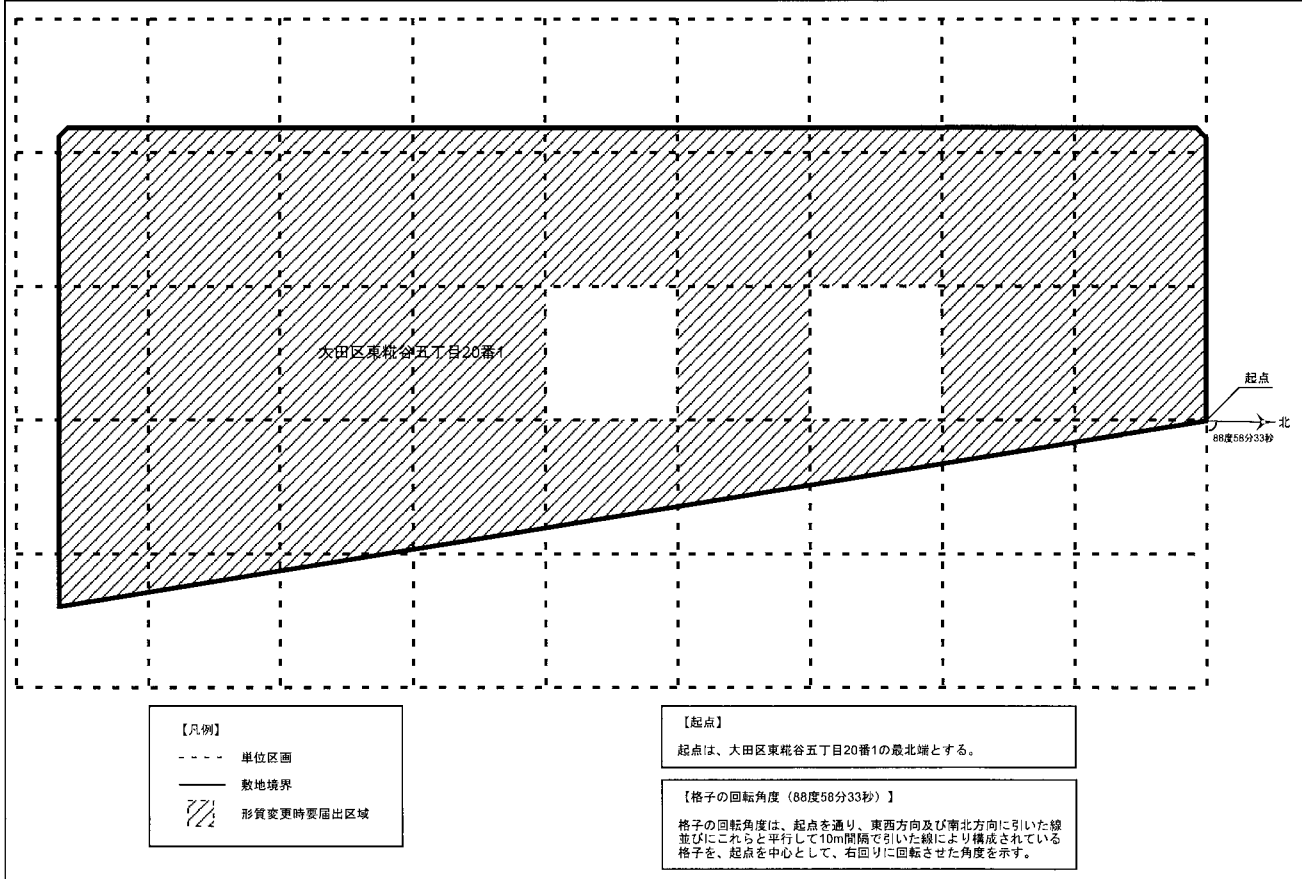 大田区東糀谷五丁目20番1
起点
北
88度58分33秒
【凡例】
単位区画
敷地境界
形質変更時要届出区域
【起点】
起点は、大田区東糀谷五丁目20番1の最北端とする。
【格子の回転角度（88度58分33秒）】
格子の回転角度は、起点を通り、東西方向及び南北方向に引いた線
並びにこれらと平行して10m間隔で引いた線により構成されている
格子を、起点を中心として、右回りに回転させた角度を示す。